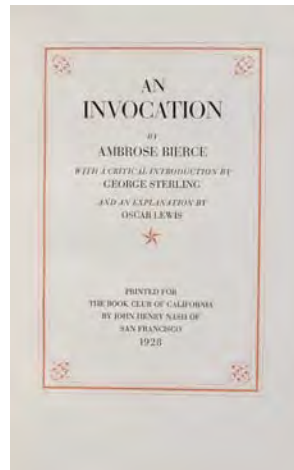 AN
INVOCATION
BY
AMBROSE BIERCE
WITH A CRITICAL INTRODUCTION BY
GEORGE STERLING
AND AN EXPLANATION BY
OSCAR LEWIS
PRINTED FOR
THE BOOK CLUB OF CALIFORNIA
BY JOHN HENRY NASH OF
SAN FRANCISCO
1928